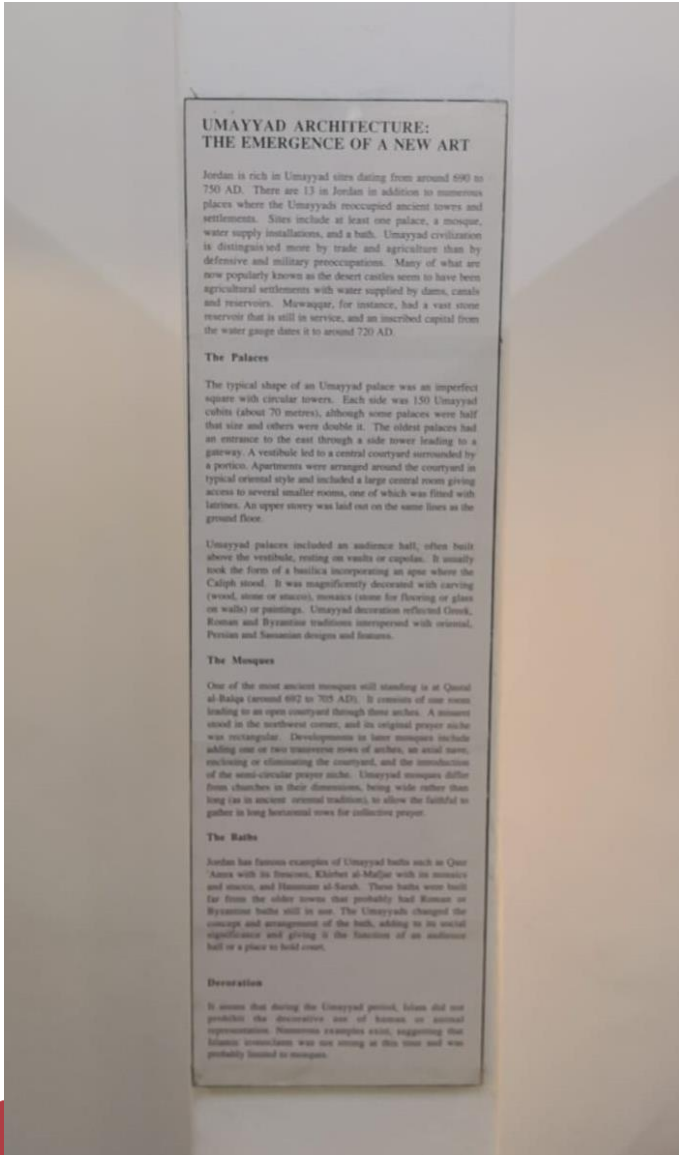 UMAYYAD ARCHITECTURE:
THE EMERGENCE OF A NEW ART
Jordan is rich in Umayyad sites dating from around 690 to
750 AD. There are 13 in Jordan in addition to numerous
places where the Umayyads reoccupied ancient towns and
settlements. Sites include at least one palace, a mosque,
water supply installations, and a bath. Umayyad civilization
is distinguished more by trade and agriculture than by
defensive and military preoccupations. Many of what are
now popularly known as the desert castles seem to have been
agricultural settlements with water supplied by dams, canals
and reservoirs. Muwaqqar, for instance, had a vast stone
reservoir that is still in service, and an inscribed capital from
the water gauge dates it to around 720 AD.
The Palaces
The typical shape of an Umayyad palace was an imperfect
square with circular towers. Each side was 150 Umayyad
cubits (about 70 metres), although some palaces were half
that size and others were double it. The oldest palaces had
an entrance to the east through a side tower leading to a
gateway. A vestibule led to a central courtyard surrounded by
a portico. Apartments were arranged around the courtyard in
typical oriental style and included a large central room giving
access to several smaller rooms, one of which was fitted with
latrines. An upper storey was laid out on the same lines as the
ground floor.
Umayyad palaces included an audience hall, often built
above the vestibule, resting on vaults or cupolas. It usually
took the form of a basilica incorporating an apse where the
Caliph stood. It was magnificently decorated with carving
(wood, stone or stucco), mosaics (stone for flooring or glass
on walls) or paintings. Umayyad decoration reflected Greek,
Roman and Byzantine traditions interspersed with oriental,
Persian and Sassanian designs and features.
The Mosques
One of the most ancient mosques still standing is at Qastal
al-Balqa (around 692 to 705 AD). It consists of one room
leading to an open courtyard through three arches. A minaret
stood in the northwest corner, and its original prayer niche
was rectangular. Developments in later mosques include
adding one or two transverse rows of arches, an axial nave,
enclosing or eliminating the courtyard, and the introduction
of the semi-circular prayer niche. Umayyad mosques differ
from churches in their dimensions, being wide rather than
long (as in ancient oriental tradition), to allow the faithful to
gather in long horizontal rows for collective prayer.
The Baths
Jordan has famous examples of Umayyad baths such as Qusr
'Amra with its frescoes, Khirbet al-Mafjar with its mosaics
and stucco, and Hammam al-Sarah. These baths were built
far from the older towns that probably had Roman or
Byzantine baths still in use. The Umayyads changed the
concept and arrangement of the bath, adding to its social
significance and giving it the function of an audience
hall or a place to hold court.
Decoration
It seems that during the Umayyad period, Islam did not
prohibit the decorative use of human or animal
representation. Numerous examples exist, suggesting that
Islamic iconoclasm was not strong at this time and was
probably limited to mosques.